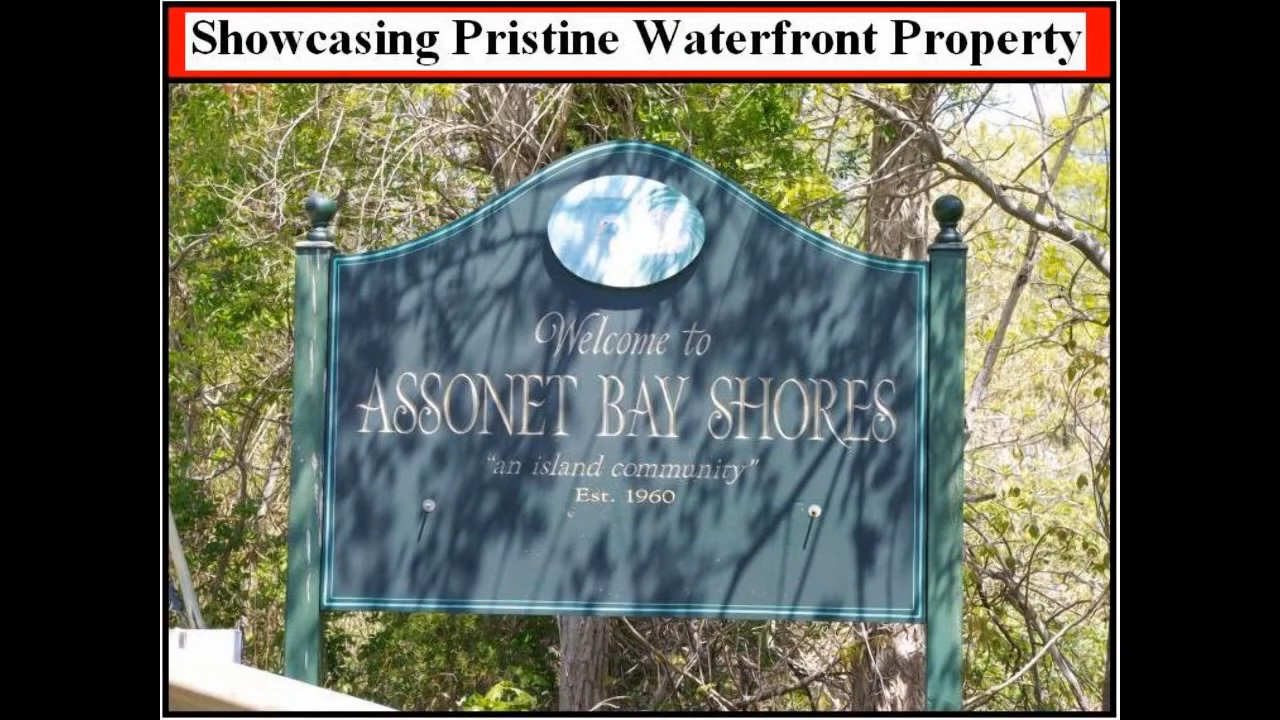 Showcasing Pristine Waterfront Property
Welcome to
ASSONET BAY SHORES
"an island community"
Est. 1960